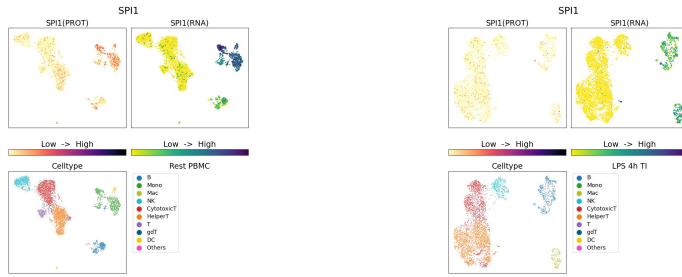 SPI1
SPI1(PROT) SPI1(RNA)
Low -> High Low -> High
Celltype Rest PBMC
B
Mono
Mac
NK
CytotoxicT
HelperT
T
gdT
DC
Others
SPI1
SPI1(PROT) SPI1(RNA)
Low -> High Low -> High
Celltype LPS 4h TI
B
Mono
Mac
NK
CytotoxicT
HelperT
T
gdT
DC
Others